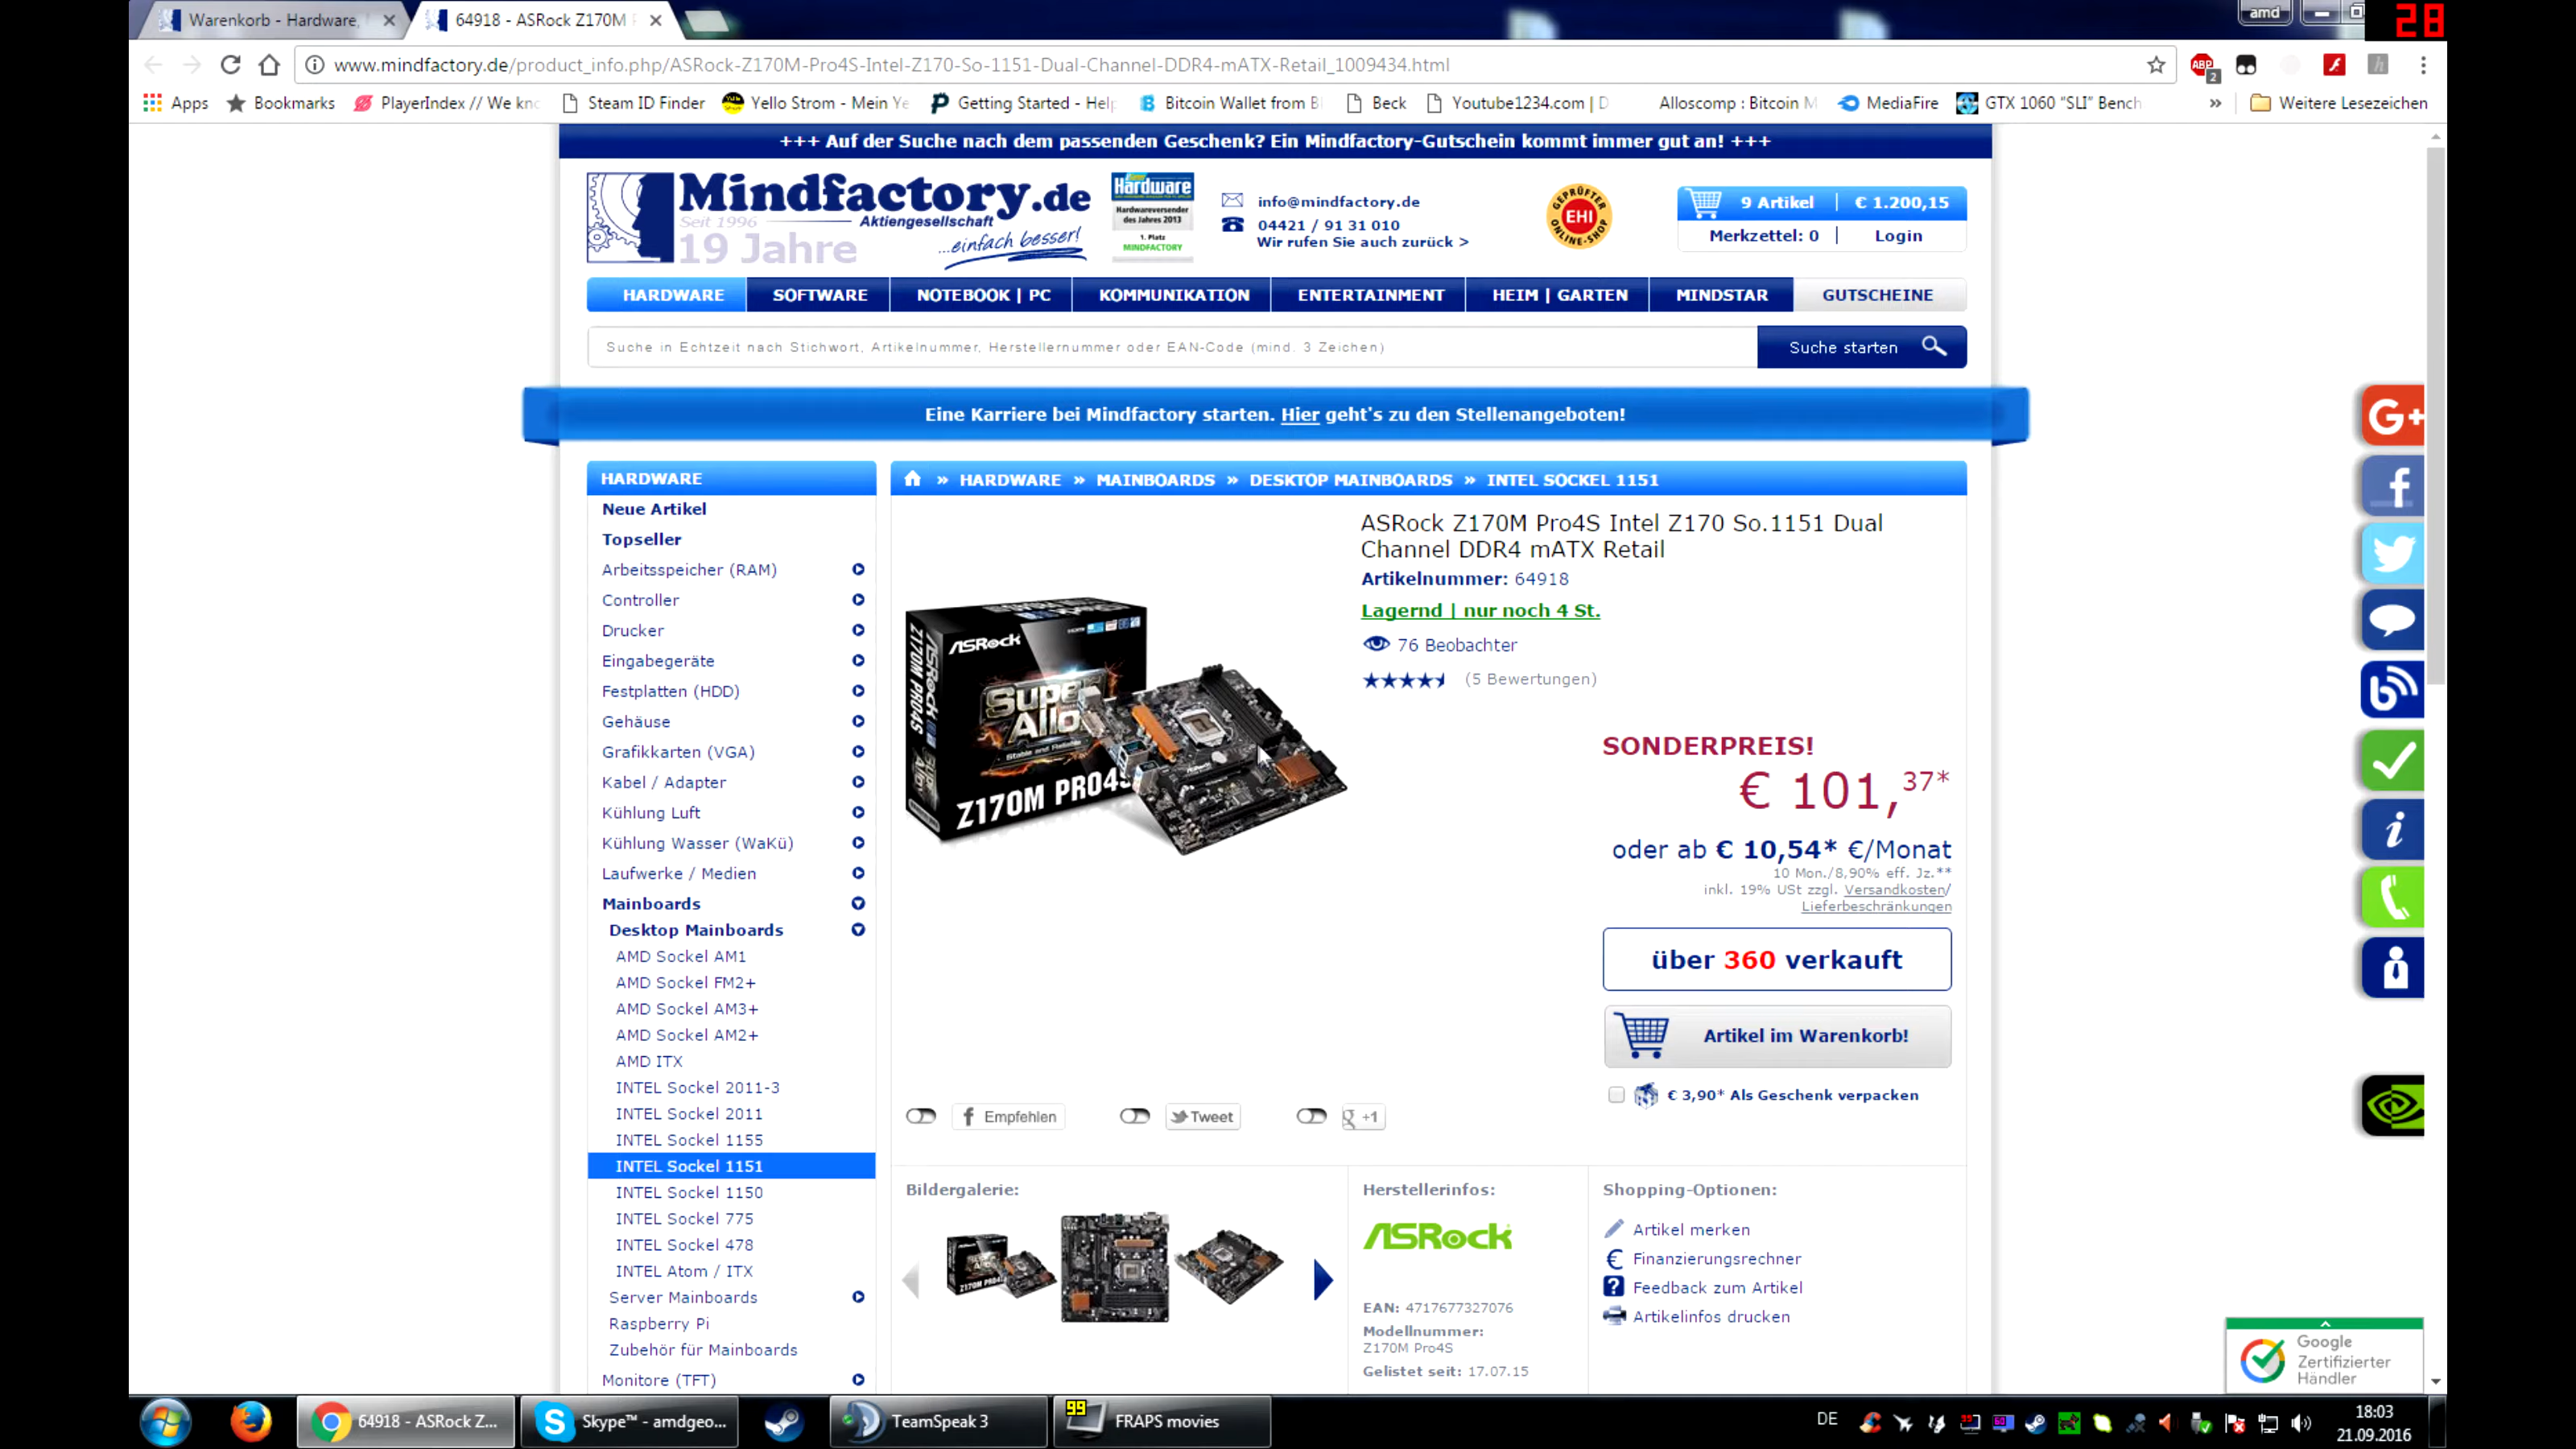 Warenkorb - Hardware,
64918 - ASRock Z170M
amd
28
www.mindfactory.de/product_info.php/ASRock-Z170M-Pro4S-Intel-Z170-So-1151-Dual-Channel-DDR4-mATX-Retail_1009434.html
ABP
2
Apps
Bookmarks
PlayerIndex // We kn
Steam ID Finder
Yello Strom - Mein Ye
Getting Started - Help
Bitcoin Wallet from B
Beck
Youtube1234.com | D
Alloscomp : Bitcoin M
MediaFire
GTX 1060 “SLI” Bench
»
Weitere Lesezeichen
+++ Auf der Suche nach dem passenden Geschenk? Ein Mindfactory-Gutschein kommt immer gut an! +++
Mindfactory.de
Seit 1996
Aktiengesellschaft
19 Jahre
...einfach besser!
Hardware
Hardwareversender
des Jahres 2013
1. Platz
MINDFACTORY
info@mindfactory.de
04421 / 91 31 010
Wir rufen Sie auch zurück >
GEPRÜFTER
EHI
ONLINE-SHOP
9 Artikel | € 1.200,15
Merkzettel: 0 | Login
HARDWARE
SOFTWARE
NOTEBOOK | PC
KOMMUNIKATION
ENTERTAINMENT
HEIM | GARTEN
MINDSTAR
GUTSCHEINE
Suche in Echtzeit nach Stichwort, Artikelnummer, Herstellernummer oder EAN-Code (mind. 3 Zeichen)
Suche starten
Eine Karriere bei Mindfactory starten. Hier geht's zu den Stellenangeboten!
HARDWARE
Neue Artikel
Topseller
Arbeitsspeicher (RAM)
Controller
Drucker
Eingabegeräte
Festplatten (HDD)
Gehäuse
Grafikkarten (VGA)
Kabel / Adapter
Kühlung Luft
Kühlung Wasser (WaKü)
Laufwerke / Medien
Mainboards
Desktop Mainboards
AMD Sockel AM1
AMD Sockel FM2+
AMD Sockel AM3+
AMD Sockel AM2+
AMD ITX
INTEL Sockel 2011-3
INTEL Sockel 2011
INTEL Sockel 1155
INTEL Sockel 1151
INTEL Sockel 1150
INTEL Sockel 775
INTEL Sockel 478
INTEL Atom / ITX
Server Mainboards
Raspberry Pi
Zubehör für Mainboards
Monitore (TFT)
» HARDWARE » MAINBOARDS » DESKTOP MAINBOARDS » INTEL SOCKEL 1151
ASRock
Super
Alloy
Z170M PRO4S
ASRock Z170M Pro4S Intel Z170 So.1151 Dual
Channel DDR4 mATX Retail
Artikelnummer: 64918
Lagernd | nur noch 4 St.
76 Beobachter
(5 Bewertungen)
SONDERPREIS!
€ 101,37*
oder ab € 10,54* €/Monat
10 Mon./8,90% eff. Jz.**
inkl. 19% USt zzgl. Versandkosten/
Lieferbeschränkungen
über 360 verkauft
Artikel im Warenkorb!
€ 3,90* Als Geschenk verpacken
Empfehlen
Tweet
+1
Bildergalerie:
Herstellerinfos:
ASRock
EAN: 4717677327076
Modellnummer:
Z170M Pro4S
Gelistet seit: 17.07.15
Shopping-Optionen:
Artikel merken
Finanzierungsrechner
Feedback zum Artikel
Artikelinfos drucken
G+
Google
Zertifizierter
Händler
64918 - ASRock Z...
Skype™ - amdgeo...
TeamSpeak 3
99
FRAPS movies
DE
18:03
21.09.2016